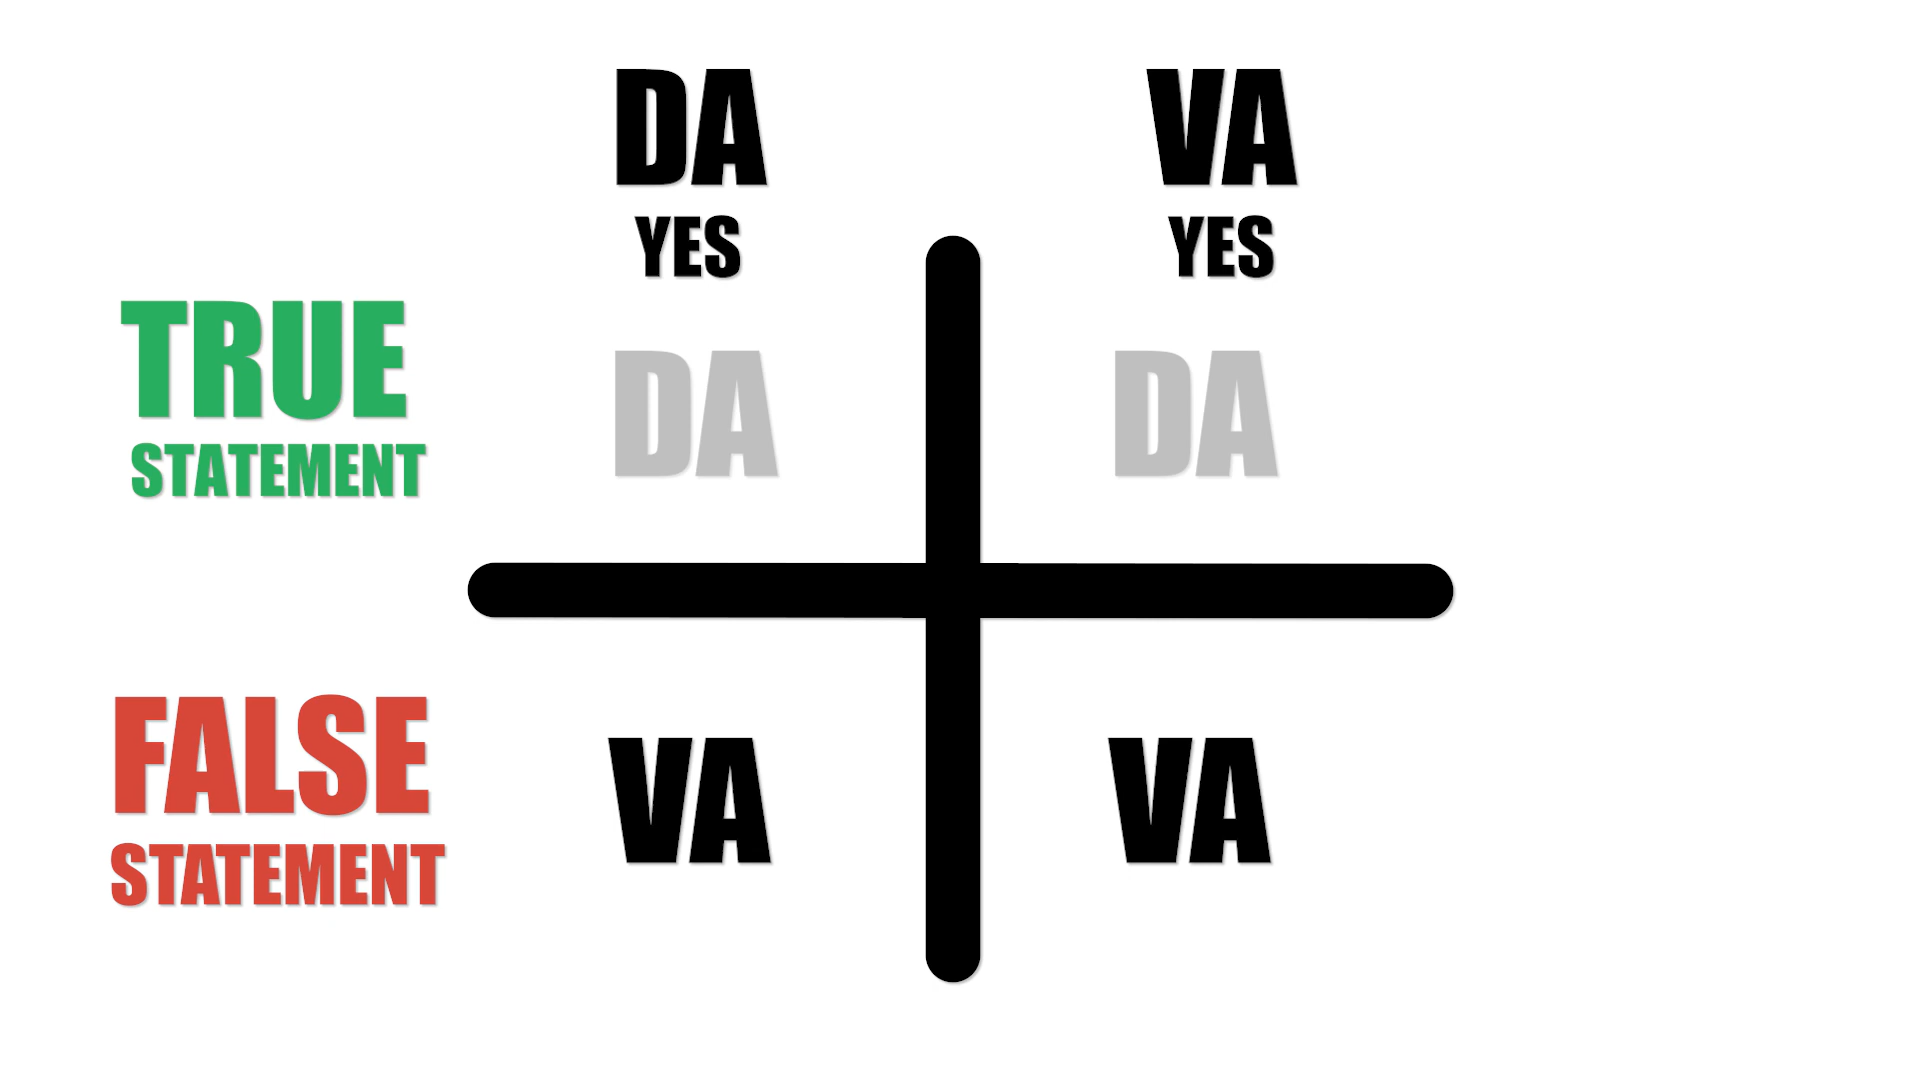 DA VA
YES YES
TRUE DA DA
STATEMENT
FALSE VA VA
STATEMENT